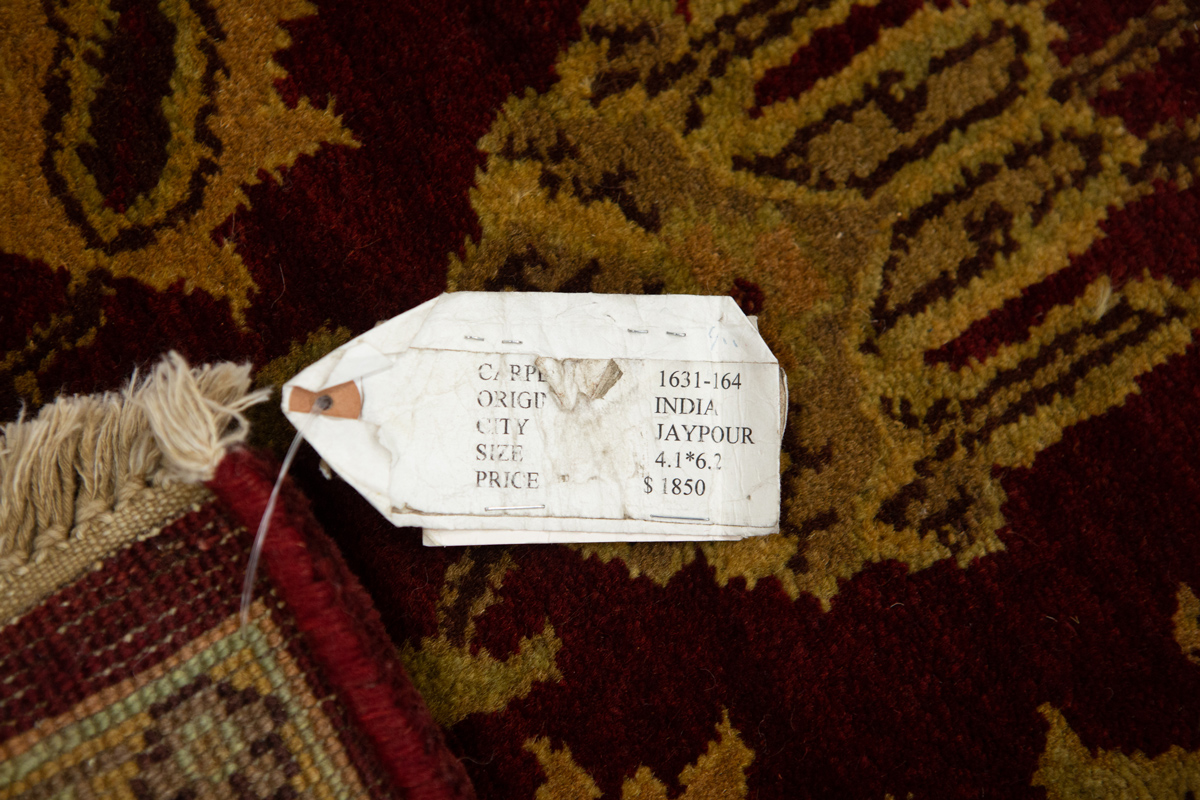 CARPE 1631-164
ORIGI INDIA
CITY JAYPOUR
SIZE 4.1*6.2
PRICE $ 1850